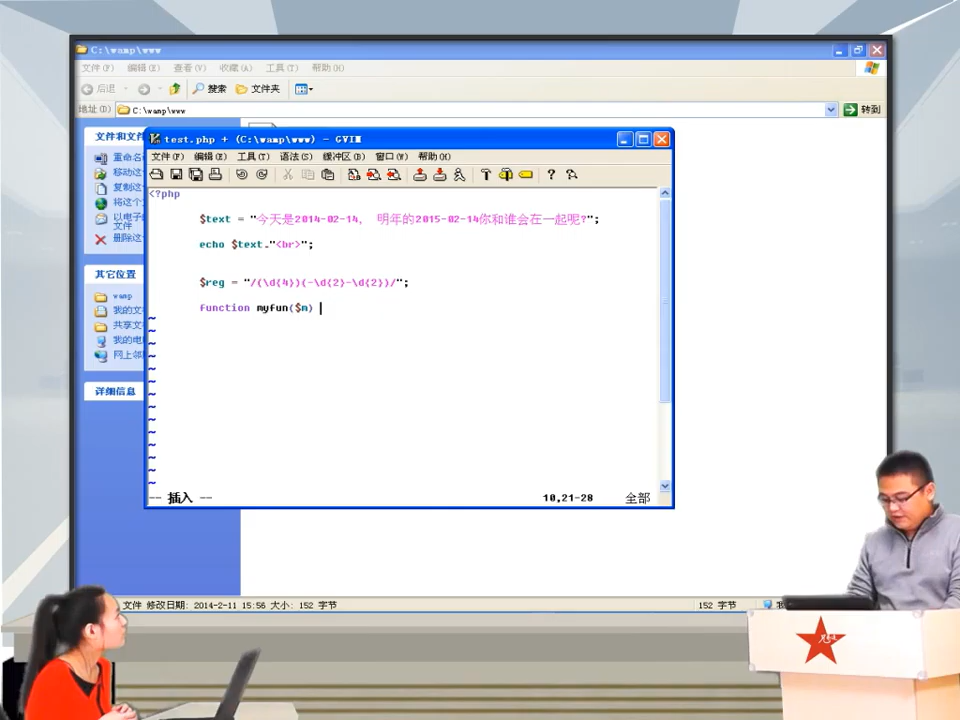 C:\wamp\www
文件(F) 编辑(E) 查看(V) 收藏(A) 工具(T) 帮助(H)
后退 搜索 文件夹
地址(D) C:\wamp\www 转到
文件和文件
重命名
移动这
复制这
将这个
以电子
文件
删除这
其它位置
wamp
我的文
共享文
我的电
网上邻
详细信息
test.php + (C:\wamp\www) - GVIM
文件(F) 编辑(E) 工具(T) 语法(S) 缓冲区(B) 窗口(W) 帮助(H)
<?php
$text = "今天是2014-02-14, 明年的2015-02-14你和谁会在一起呢?";
echo $text."<br>";
$reg = "/(\d{4})(-\d{2}-\d{2})/";
function myfun($m)
~
~
~
~
~
~
~
~
~
~
~
~
~
~
-- 插入 -- 10,21-28 全部
文件 修改日期: 2014-2-11 15:56 大小: 152 字节 152 字节